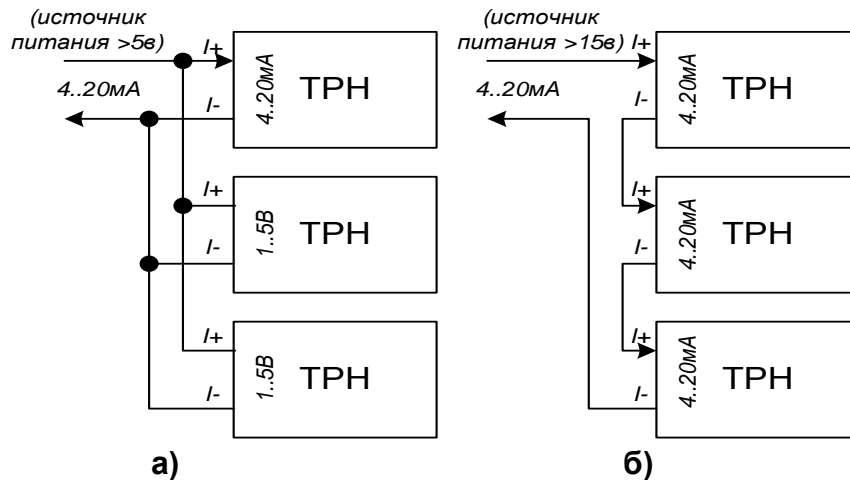 (источник
питания >5в)
I+
4..20мА
I-
4..20мА
ТРН
I+
I-
1..5В
ТРН
I+
I-
1..5В
ТРН
а)
(источник
питания >15в)
I+
4..20мА
I-
4..20мА
ТРН
I+
I-
4..20мА
ТРН
I+
I-
4..20мА
ТРН
б)